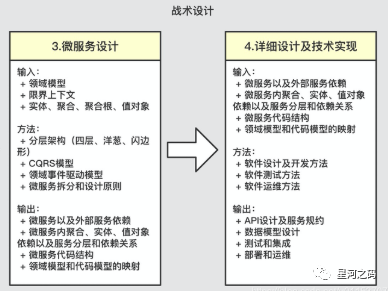 战术设计
3.微服务设计
输入：
+ 领域模型
+ 限界上下文
+ 实体、聚合、聚合根、值对象
方法：
+ 分层架构（四层、洋葱、闪边
形）
+ CQRS模型
+ 领域事件驱动模型
+ 微服务拆分和设计原则
输出：
+ 微服务以及外部服务依赖
+ 微服务内聚合、实体、值对象
依赖以及服务分层和依赖关系
+ 微服务代码结构
+ 领域模型和代码模型的映射
4.详细设计及技术实现
输入：
+ 微服务以及外部服务依赖
+ 微服务内聚合、实体、值对象
依赖以及服务分层和依赖关系
+ 微服务代码结构
+ 领域模型和代码模型的映射
方法：
+ 软件设计及开发方法
+ 软件测试方法
+ 软件运维方法
输出：
+ API设计及服务规约
+ 数据模型设计
+ 测试和集成
+ 部署和运维
星河之码